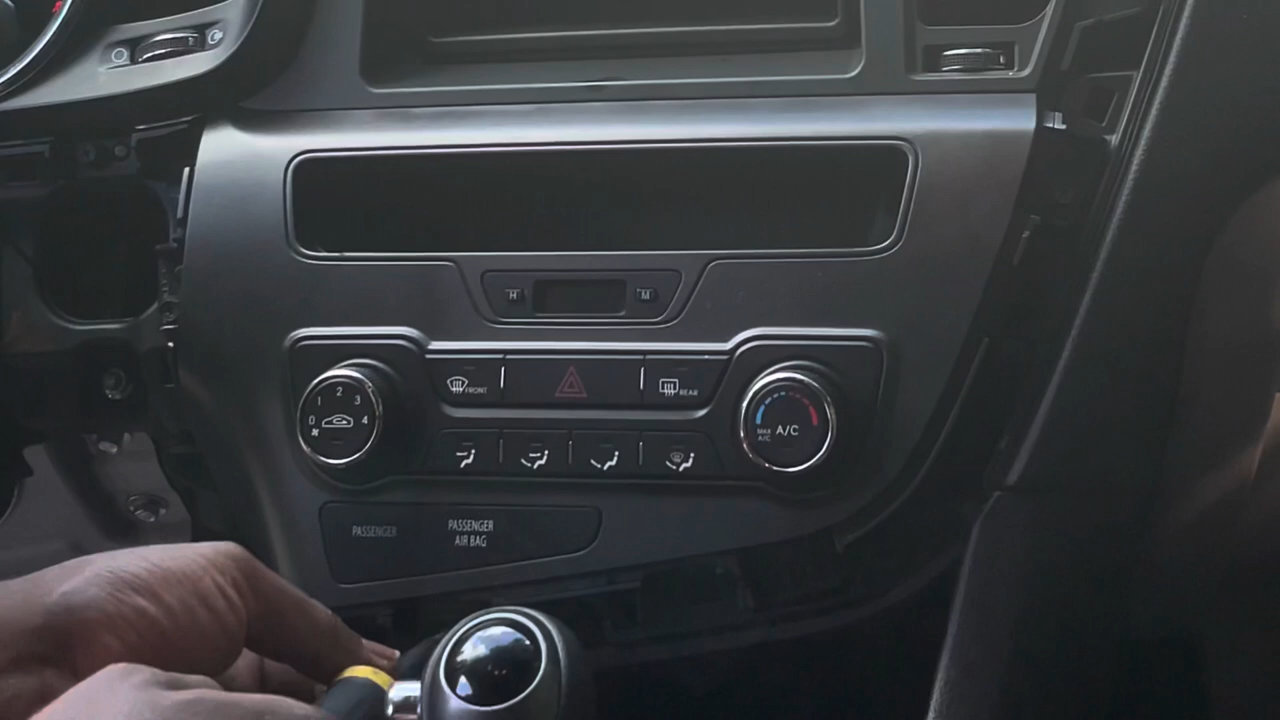 H M
FRONT
REAR
1 2 3
0 4
MAX
A/C
A/C
PASSENGER
PASSENGER
AIR BAG